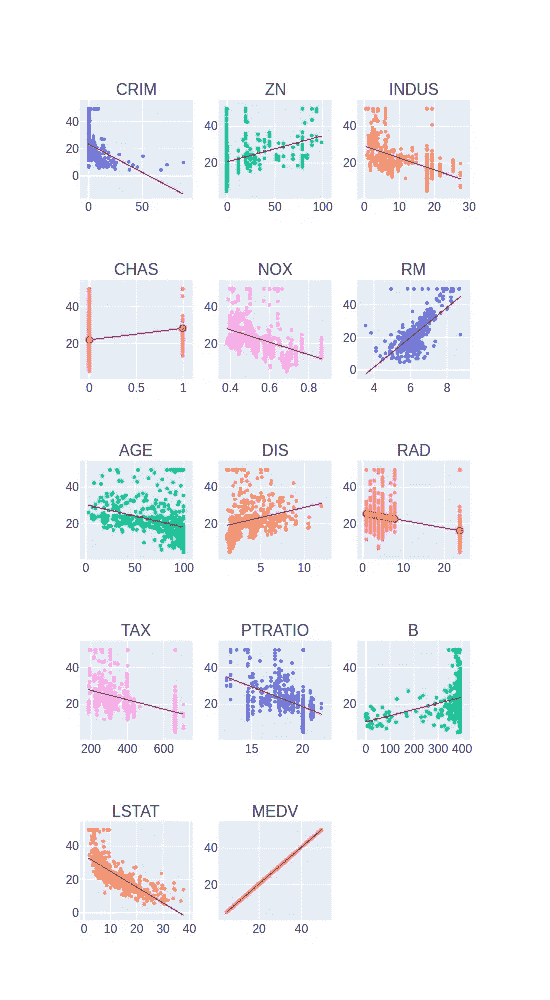 CRIM ZN INDUS
40 40 40
20 20 20
0
0 50 0 50 100 0 10 20 30
CHAS NOX RM
40 40 40
20 20 20
0
0 0.5 1 0.4 0.6 0.8 4 6 8
AGE DIS RAD
40 40 40
20 20 20
0 50 100 5 10 0 10 20
TAX PTRATIO B
40 40 40
20 20 20
200 400 600 15 20 0 100 200 300 400
LSTAT MEDV
40 40
20 20
0
0 10 20 30 40 20 40